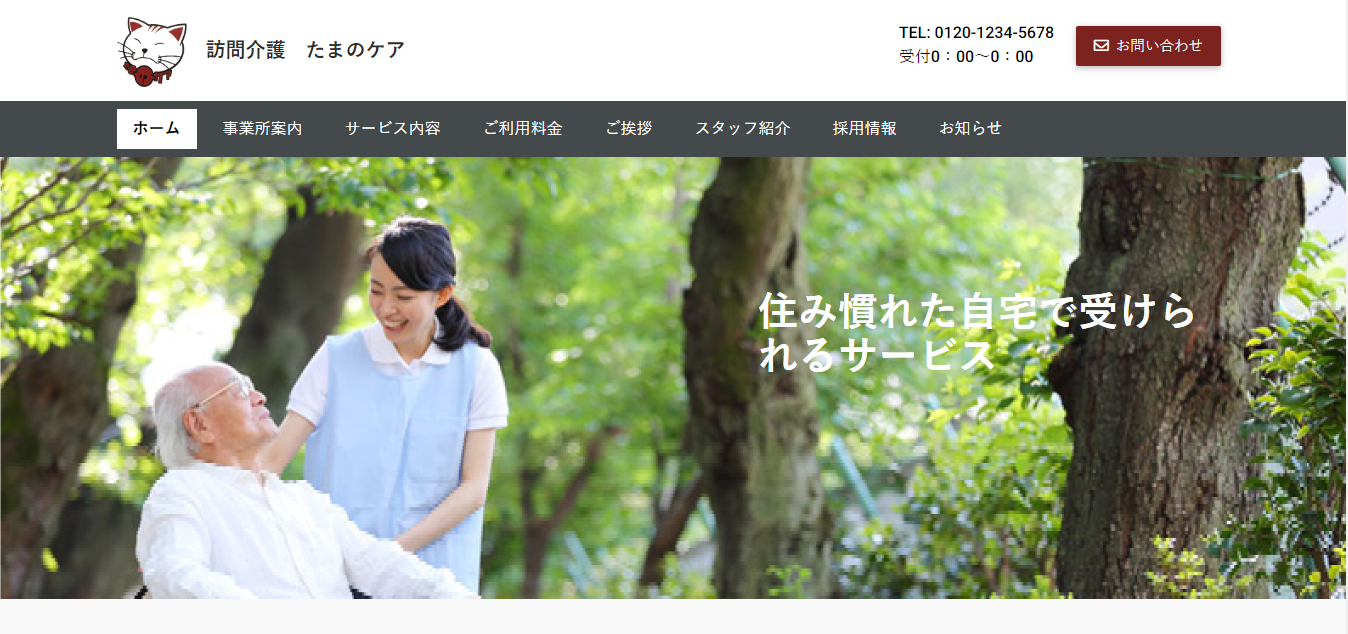 訪問介護　たまのケア
TEL: 0120-1234-5678
受付0：00～0：00
お問い合わせ
ホーム 事業所案内 サービス内容 ご利用料金 ご挨拶 スタッフ紹介 採用情報 お知らせ
住み慣れた自宅で受けら
れるサービス